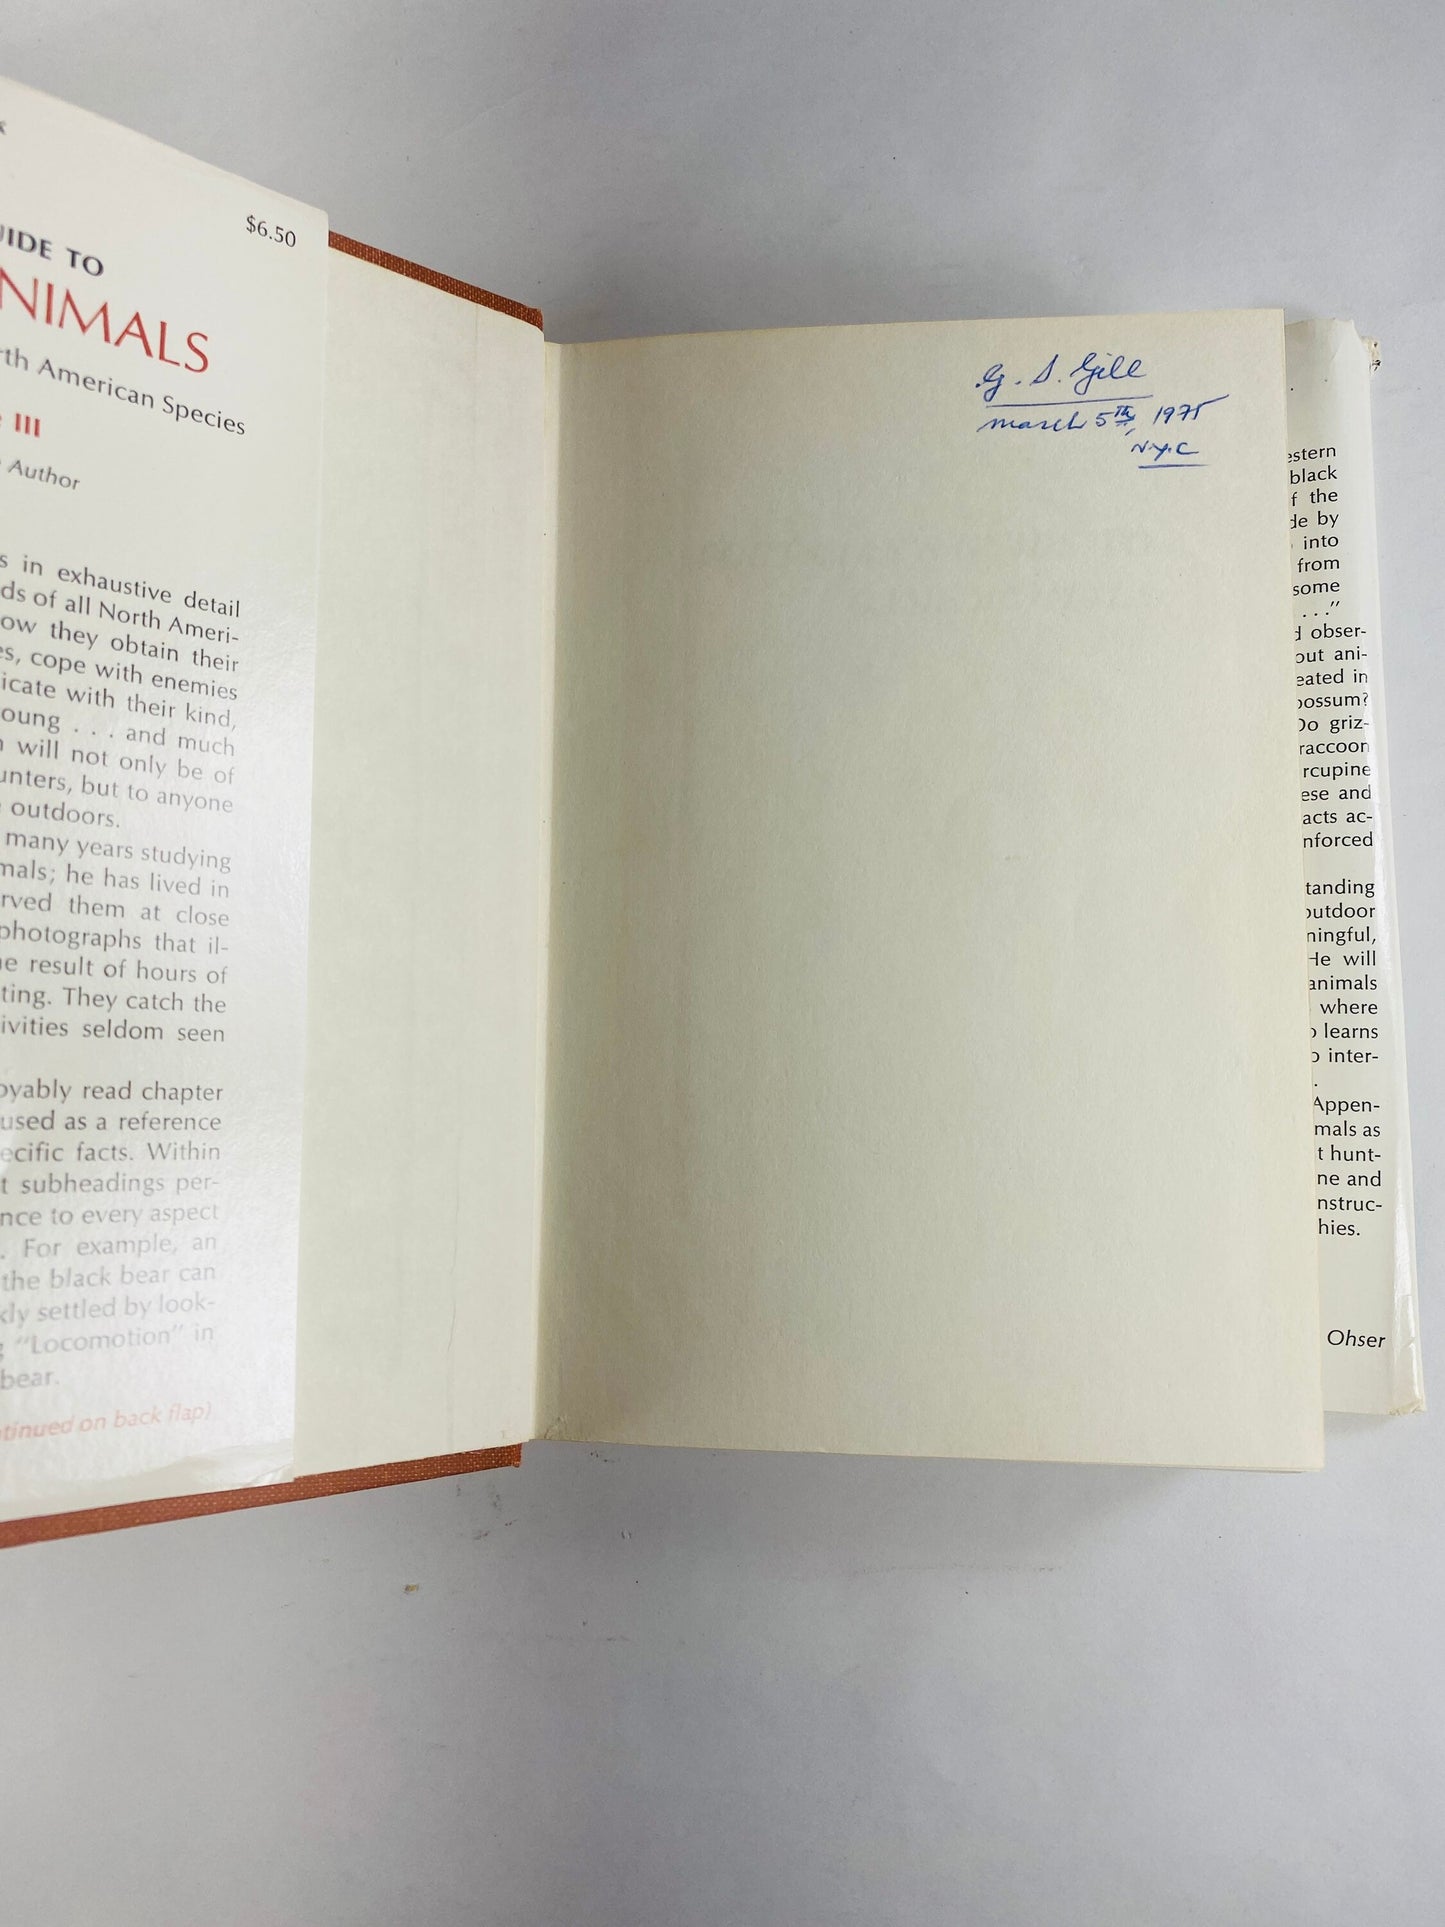 $6.50
UIDE TO
NIMALS
rth American Species
III
Author
s in exhaustive detail
ds of all North Ameri-
ow they obtain their
es, cope with enemies
icate with their kind,
oung . . . and much
will not only be of
unters, but to anyone
outdoors.
many years studying
mals; he has lived in
rved them at close
photographs that il-
e result of hours of
ting. They catch the
ivities seldom seen
oyably read chapter
used as a reference
ecific facts. Within
t subheadings per-
nce to every aspect
. For example, an
the black bear can
kly settled by look-
g "Locomotion" in
bear.
ntinued on back flap)
G. S. Gill
march 5th, 1975
N.Y.C
estern
black
f the
de by
into
from
some
. . ."
d obser-
out ani-
eated in
possum?
Do griz-
raccoon
rcupine
ese and
acts ac-
nforced
tanding
outdoor
ningful,
He will
animals
where
o learns
o inter-
.
Appen-
mals as
t hunt-
ne and
nstruc-
hies.
Ohser